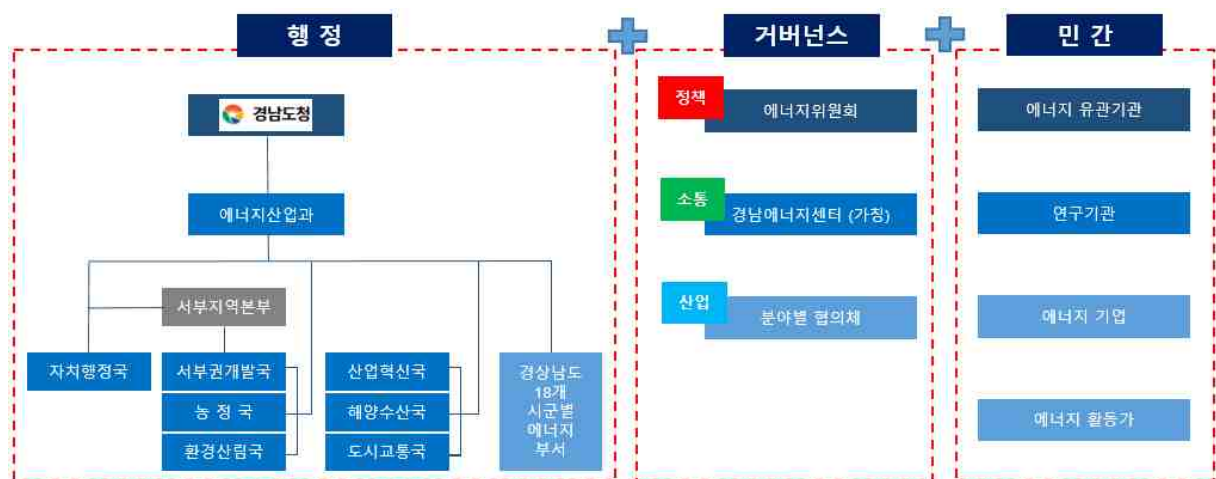 행 정
경남도청
에너지산업과
서부지역본부
자치행정국
서부권개발국
농 정 국
환경산림국
산업혁신국
해양수산국
도시교통국
경상남도
18개
시군별
에너지
부서
거버넌스
정책
에너지위원회
소통
경남에너지센터 (가칭)
산업
분야별 협의체
민 간
에너지 유관기관
연구기관
에너지 기업
에너지 활동가